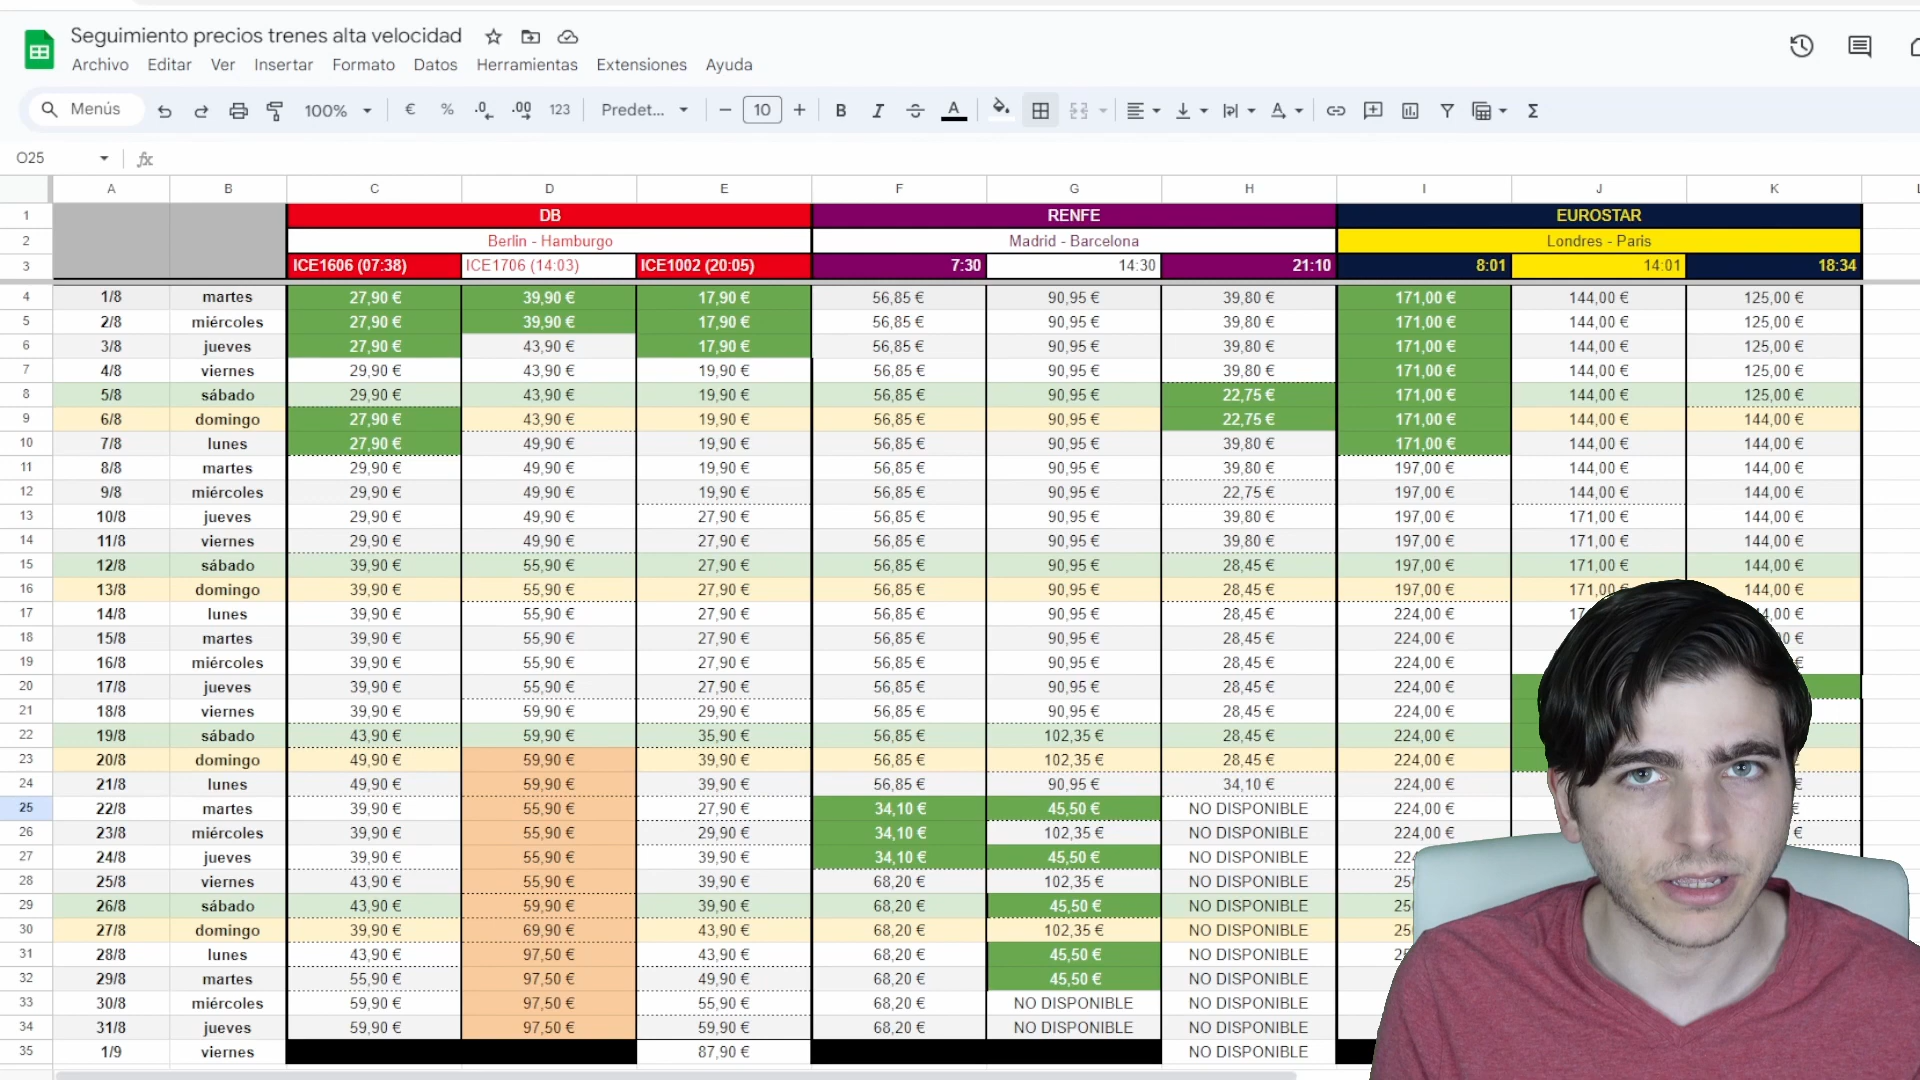 Seguimiento precios trenes alta velocidad
Archivo Editar Ver Insertar Formato Datos Herramientas Extensiones Ayuda
Menús 100% € % .0 .00 123 Predet... − 10 + B I A Σ
O25 fx
A B C D E F G H I J K
1 DB RENFE EUROSTAR
2 Berlin - Hamburgo Madrid - Barcelona Londres - Paris
3 ICE1606 (07:38) ICE1706 (14:03) ICE1002 (20:05) 7:30 14:30 21:10 8:01 14:01 18:34
4 1/8 martes 27,90 € 39,90 € 17,90 € 56,85 € 90,95 € 39,80 € 171,00 € 144,00 € 125,00 €
5 2/8 miércoles 27,90 € 39,90 € 17,90 € 56,85 € 90,95 € 39,80 € 171,00 € 144,00 € 125,00 €
6 3/8 jueves 27,90 € 43,90 € 17,90 € 56,85 € 90,95 € 39,80 € 171,00 € 144,00 € 125,00 €
7 4/8 viernes 29,90 € 43,90 € 19,90 € 56,85 € 90,95 € 39,80 € 171,00 € 144,00 € 125,00 €
8 5/8 sábado 29,90 € 43,90 € 19,90 € 56,85 € 90,95 € 22,75 € 171,00 € 144,00 € 125,00 €
9 6/8 domingo 27,90 € 43,90 € 19,90 € 56,85 € 90,95 € 22,75 € 171,00 € 144,00 € 144,00 €
10 7/8 lunes 27,90 € 49,90 € 19,90 € 56,85 € 90,95 € 39,80 € 171,00 € 144,00 € 144,00 €
11 8/8 martes 29,90 € 49,90 € 19,90 € 56,85 € 90,95 € 39,80 € 197,00 € 144,00 € 144,00 €
12 9/8 miércoles 29,90 € 49,90 € 19,90 € 56,85 € 90,95 € 22,75 € 197,00 € 144,00 € 144,00 €
13 10/8 jueves 29,90 € 49,90 € 27,90 € 56,85 € 90,95 € 39,80 € 197,00 € 171,00 € 144,00 €
14 11/8 viernes 29,90 € 49,90 € 27,90 € 56,85 € 90,95 € 39,80 € 197,00 € 171,00 € 144,00 €
15 12/8 sábado 39,90 € 55,90 € 27,90 € 56,85 € 90,95 € 28,45 € 197,00 € 171,00 € 144,00 €
16 13/8 domingo 39,90 € 55,90 € 27,90 € 56,85 € 90,95 € 28,45 € 197,00 € 171,00 € 144,00 €
17 14/8 lunes 39,90 € 55,90 € 27,90 € 56,85 € 90,95 € 28,45 € 224,00 €
18 15/8 martes 39,90 € 55,90 € 27,90 € 56,85 € 90,95 € 28,45 € 224,00 €
19 16/8 miércoles 39,90 € 55,90 € 27,90 € 56,85 € 90,95 € 28,45 € 224,00 €
20 17/8 jueves 39,90 € 55,90 € 27,90 € 56,85 € 90,95 € 28,45 € 224,00 €
21 18/8 viernes 39,90 € 59,90 € 29,90 € 56,85 € 90,95 € 28,45 € 224,00 €
22 19/8 sábado 43,90 € 59,90 € 35,90 € 56,85 € 102,35 € 28,45 € 224,00 €
23 20/8 domingo 49,90 € 59,90 € 39,90 € 56,85 € 102,35 € 28,45 € 224,00 €
24 21/8 lunes 49,90 € 59,90 € 39,90 € 56,85 € 90,95 € 34,10 € 224,00 €
25 22/8 martes 39,90 € 55,90 € 27,90 € 34,10 € 45,50 € NO DISPONIBLE 224,00 €
26 23/8 miércoles 39,90 € 55,90 € 29,90 € 34,10 € 102,35 € NO DISPONIBLE 224,00 €
27 24/8 jueves 39,90 € 55,90 € 39,90 € 34,10 € 45,50 € NO DISPONIBLE
28 25/8 viernes 43,90 € 55,90 € 39,90 € 68,20 € 102,35 € NO DISPONIBLE
29 26/8 sábado 43,90 € 59,90 € 39,90 € 68,20 € 45,50 € NO DISPONIBLE
30 27/8 domingo 39,90 € 69,90 € 43,90 € 68,20 € 102,35 € NO DISPONIBLE
31 28/8 lunes 43,90 € 97,50 € 43,90 € 68,20 € 45,50 € NO DISPONIBLE
32 29/8 martes 55,90 € 97,50 € 49,90 € 68,20 € 45,50 € NO DISPONIBLE
33 30/8 miércoles 59,90 € 97,50 € 55,90 € 68,20 € NO DISPONIBLE NO DISPONIBLE
34 31/8 jueves 59,90 € 97,50 € 59,90 € 68,20 € NO DISPONIBLE NO DISPONIBLE
35 1/9 viernes 87,90 € NO DISPONIBLE